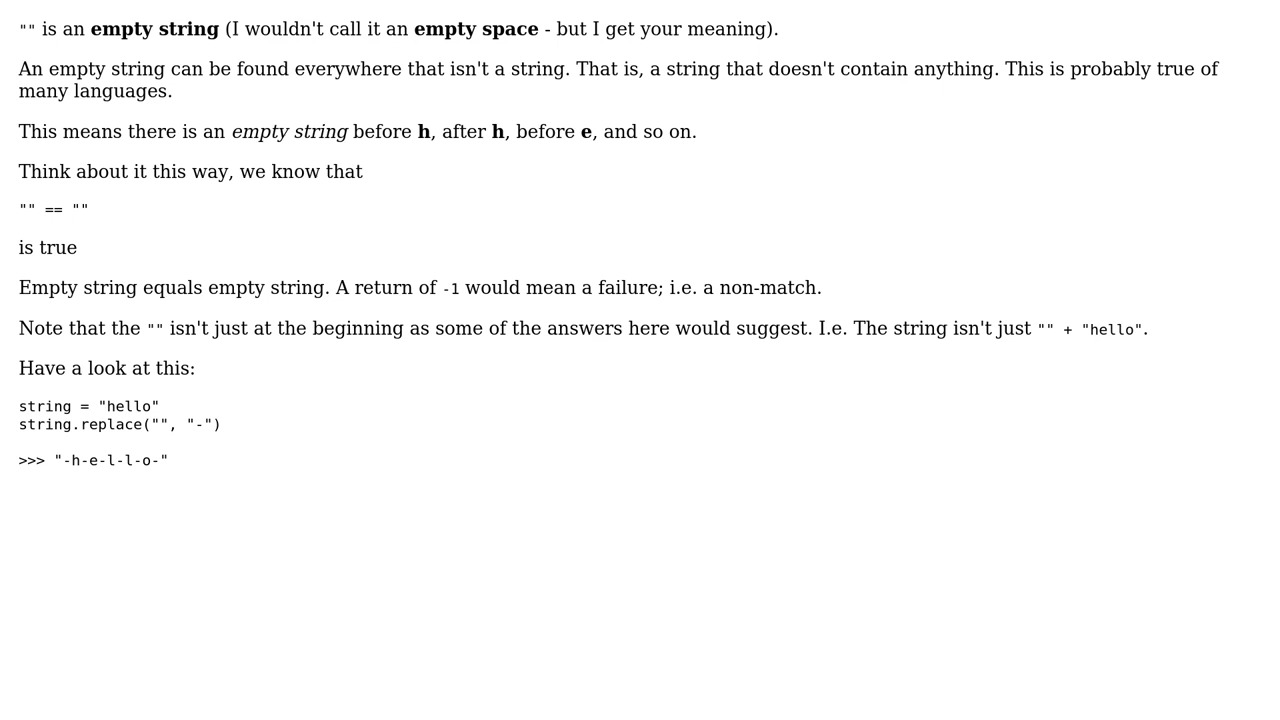 "" is an empty string (I wouldn't call it an empty space - but I get your meaning).
An empty string can be found everywhere that isn't a string. That is, a string that doesn't contain anything. This is probably true of
many languages.
This means there is an empty string before h, after h, before e, and so on.
Think about it this way, we know that
"" == ""
is true
Empty string equals empty string. A return of -1 would mean a failure; i.e. a non-match.
Note that the "" isn't just at the beginning as some of the answers here would suggest. I.e. The string isn't just "" + "hello".
Have a look at this:
string = "hello"
string.replace("", "-")
>>> "-h-e-l-l-o-"